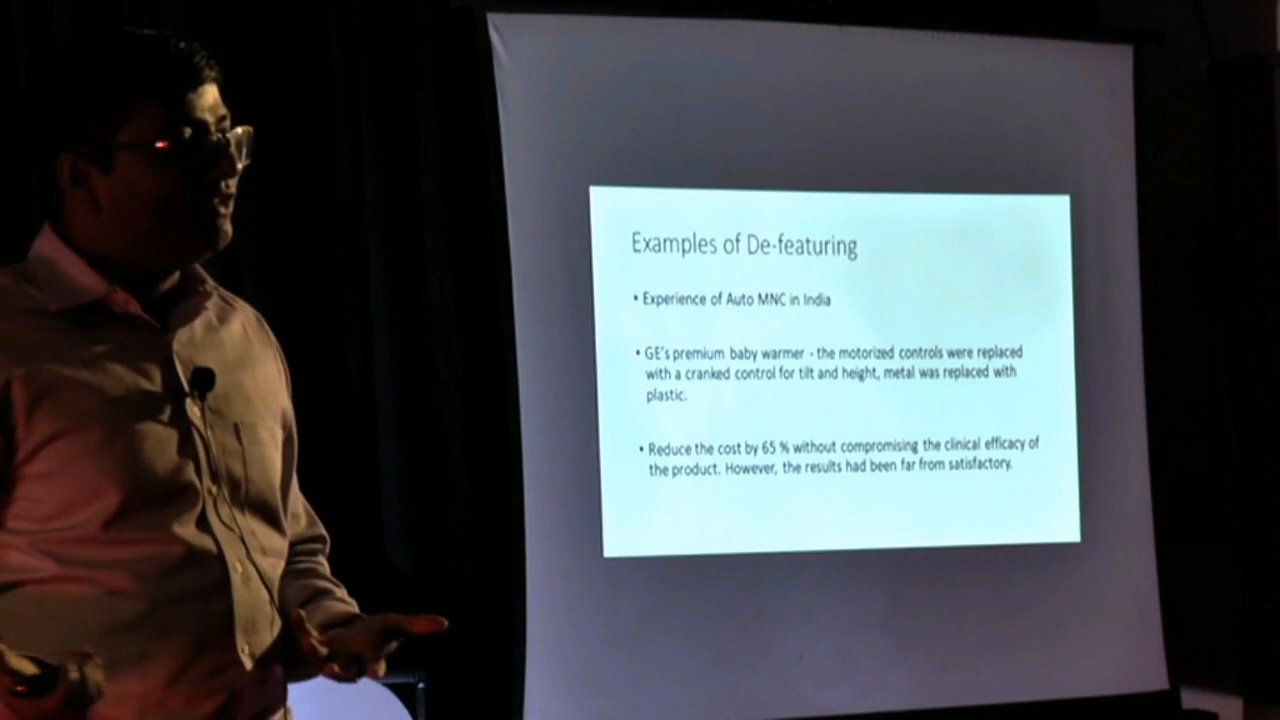 Examples of De-featuring
• Experience of Auto MNC in India
• GE's premium baby warmer - the motorized controls were replaced
with a cranked control for tilt and height, metal was replaced with
plastic.
• Reduce the cost by 65 % without compromising the clinical efficacy of
the product. However, the results had been far from satisfactory.